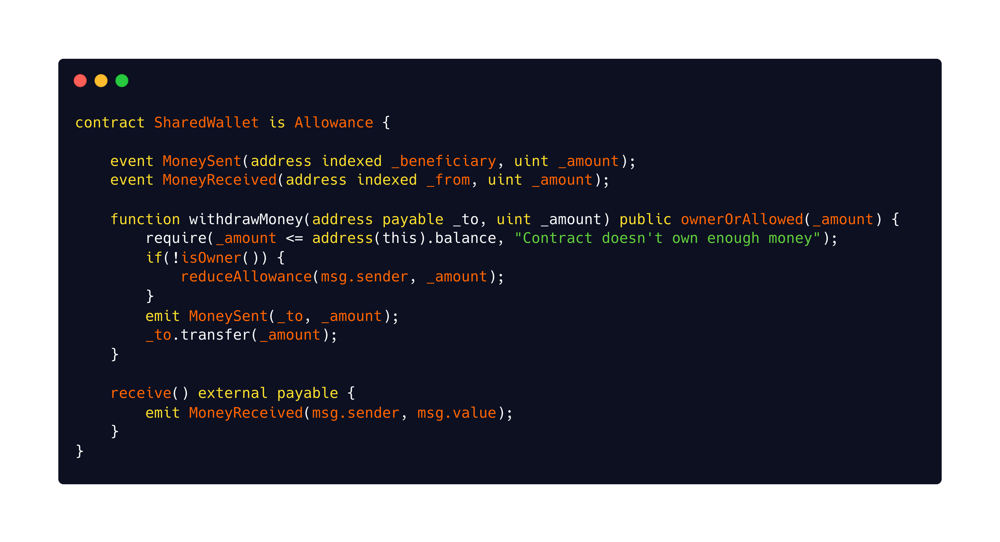 contract SharedWallet is Allowance {
event MoneySent(address indexed _beneficiary, uint _amount);
event MoneyReceived(address indexed _from, uint _amount);
function withdrawMoney(address payable _to, uint _amount) public ownerOrAllowed(_amount) {
require(_amount <= address(this).balance, "Contract doesn't own enough money");
if(!isOwner()) {
reduceAllowance(msg.sender, _amount);
}
emit MoneySent(_to, _amount);
_to.transfer(_amount);
}
receive() external payable {
emit MoneyReceived(msg.sender, msg.value);
}
}